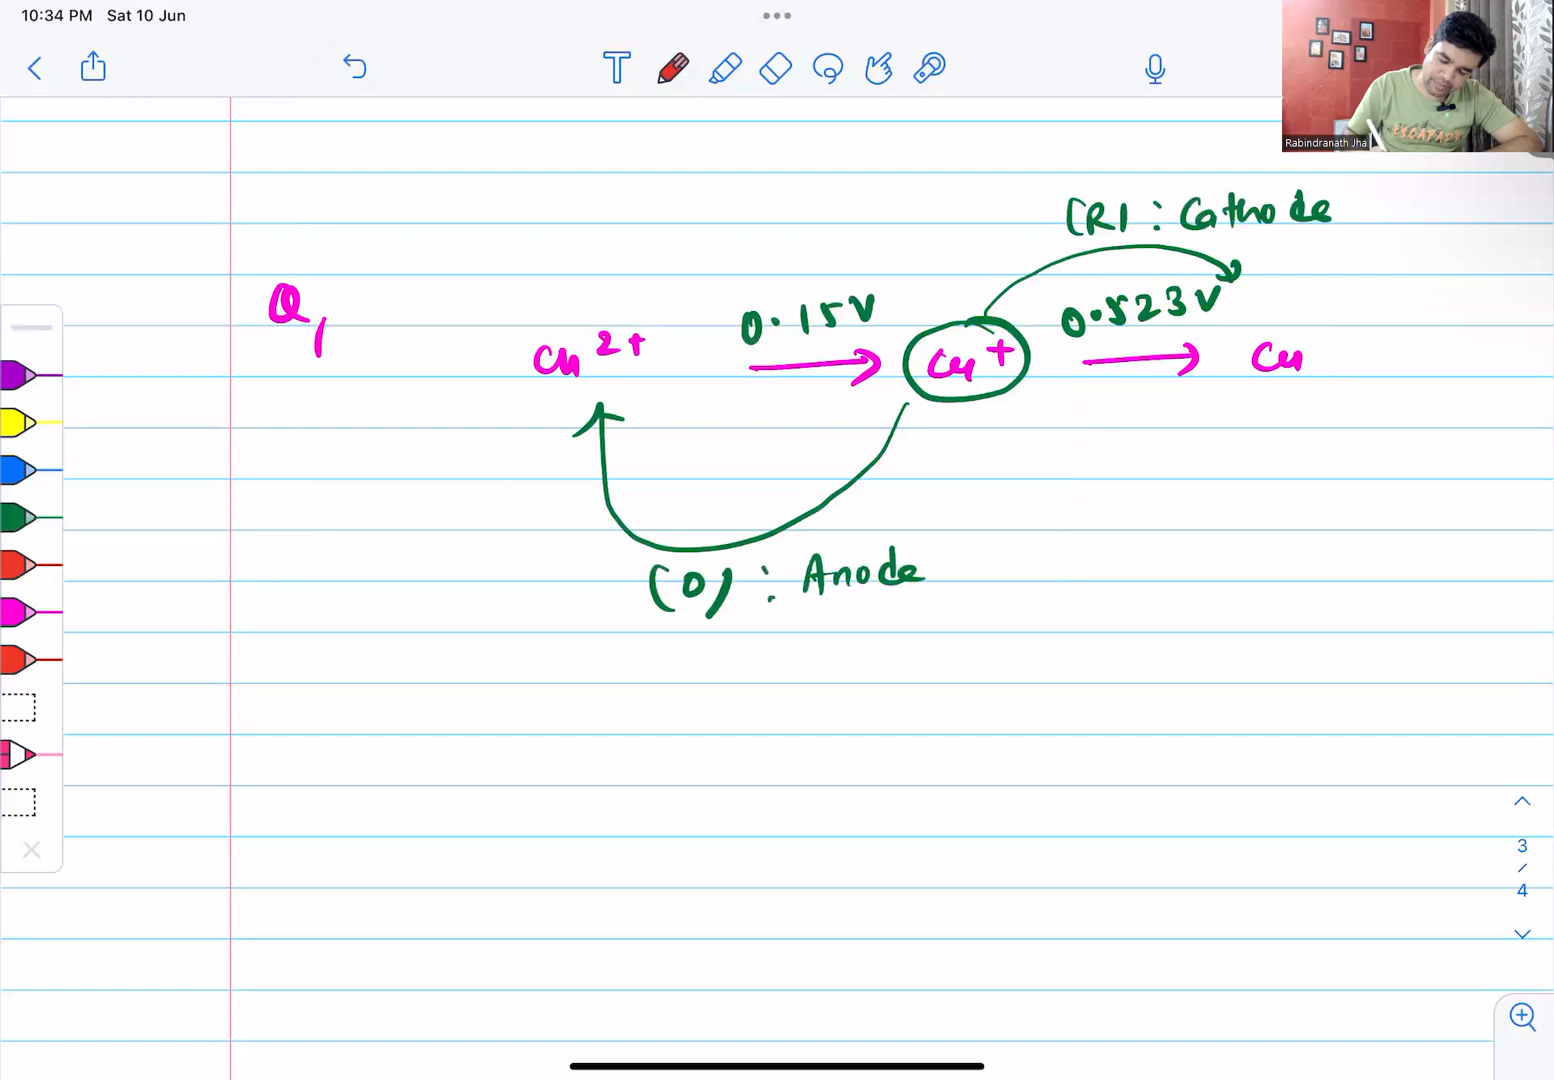 10:34 PM Sat 10 Jun
T
ESCAPADE
Rabindranath Jha
(R) : Cathode
Q1
Cu2+ 0.15V → Cu+ 0.523V → Cu
(O) : Anode
3
/
4